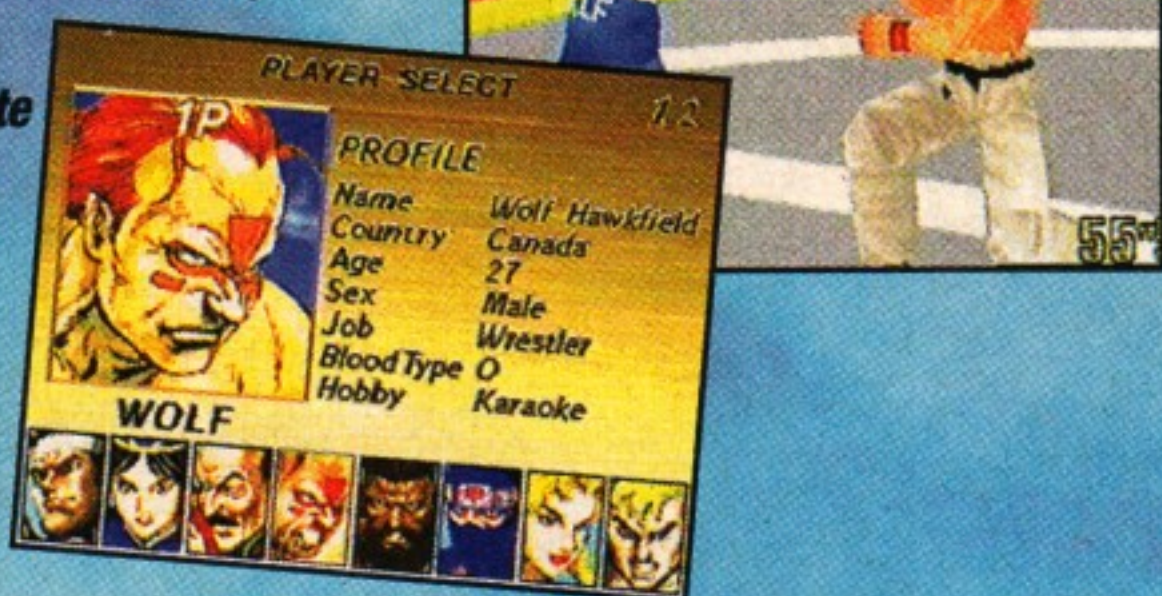 te
PLAYER SELECT
12
1P
PROFILE
Name Wolf Hawkfield
Country Canada
Age 27
Sex Male
Job Wrestler
Blood Type O
Hobby Karaoke
WOLF
55"